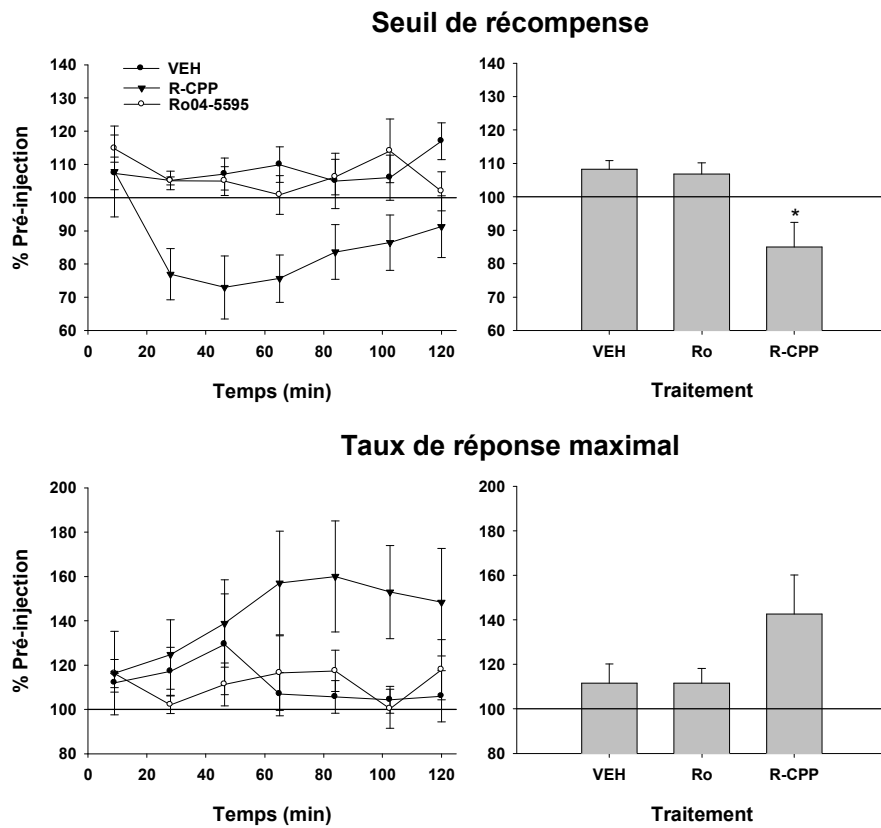 Seuil de récompense
VEH
R-CPP
Ro04-5595
% Pré-injection
140
130
120
110
100
90
80
70
60
0 20 40 60 80 100 120
Temps (min)
140
130
120
110
100
90
80
70
60
*
VEH Ro R-CPP
Traitement
Taux de réponse maximal
% Pré-injection
200
180
160
140
120
100
80
0 20 40 60 80 100 120
Temps (min)
200
180
160
140
120
100
80
VEH Ro R-CPP
Traitement